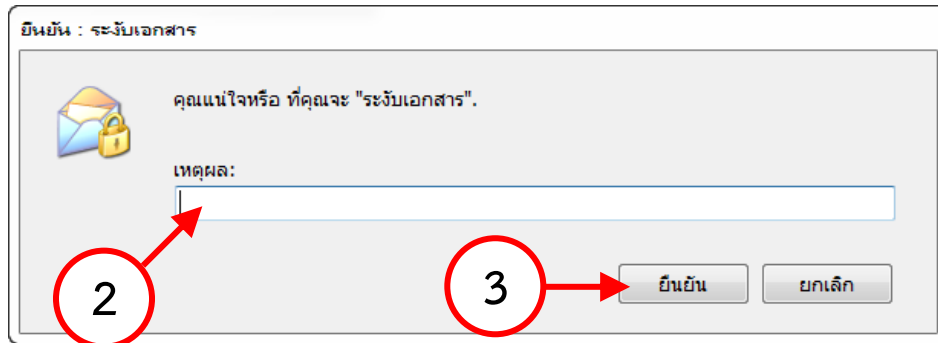 ยืนยัน : ระงับเอกสาร
คุณแน่ใจหรือ ที่คุณจะ "ระงับเอกสาร".
เหตุผล:
2
3
ยืนยัน
ยกเลิก